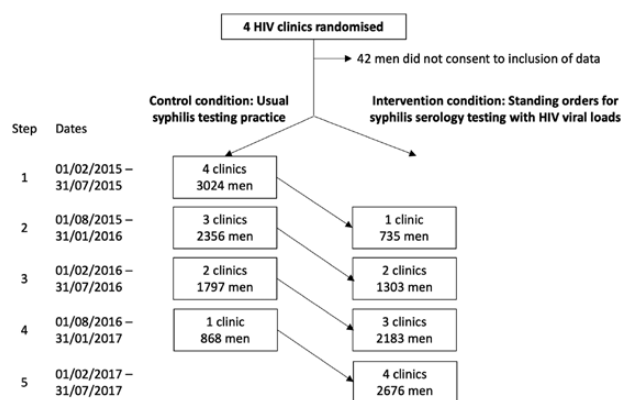 4 HIV clinics randomised
42 men did not consent to inclusion of data
Control condition: Usual
syphilis testing practice
Intervention condition: Standing orders for
syphilis serology testing with HIV viral loads
Step
Dates
1
01/02/2015 –
31/07/2015
4 clinics
3024 men
2
01/08/2015 –
31/01/2016
3 clinics
2356 men
1 clinic
735 men
3
01/02/2016 –
31/07/2016
2 clinics
1797 men
2 clinics
1303 men
4
01/08/2016 –
31/01/2017
1 clinic
868 men
3 clinics
2183 men
5
01/02/2017 –
31/07/2017
4 clinics
2676 men